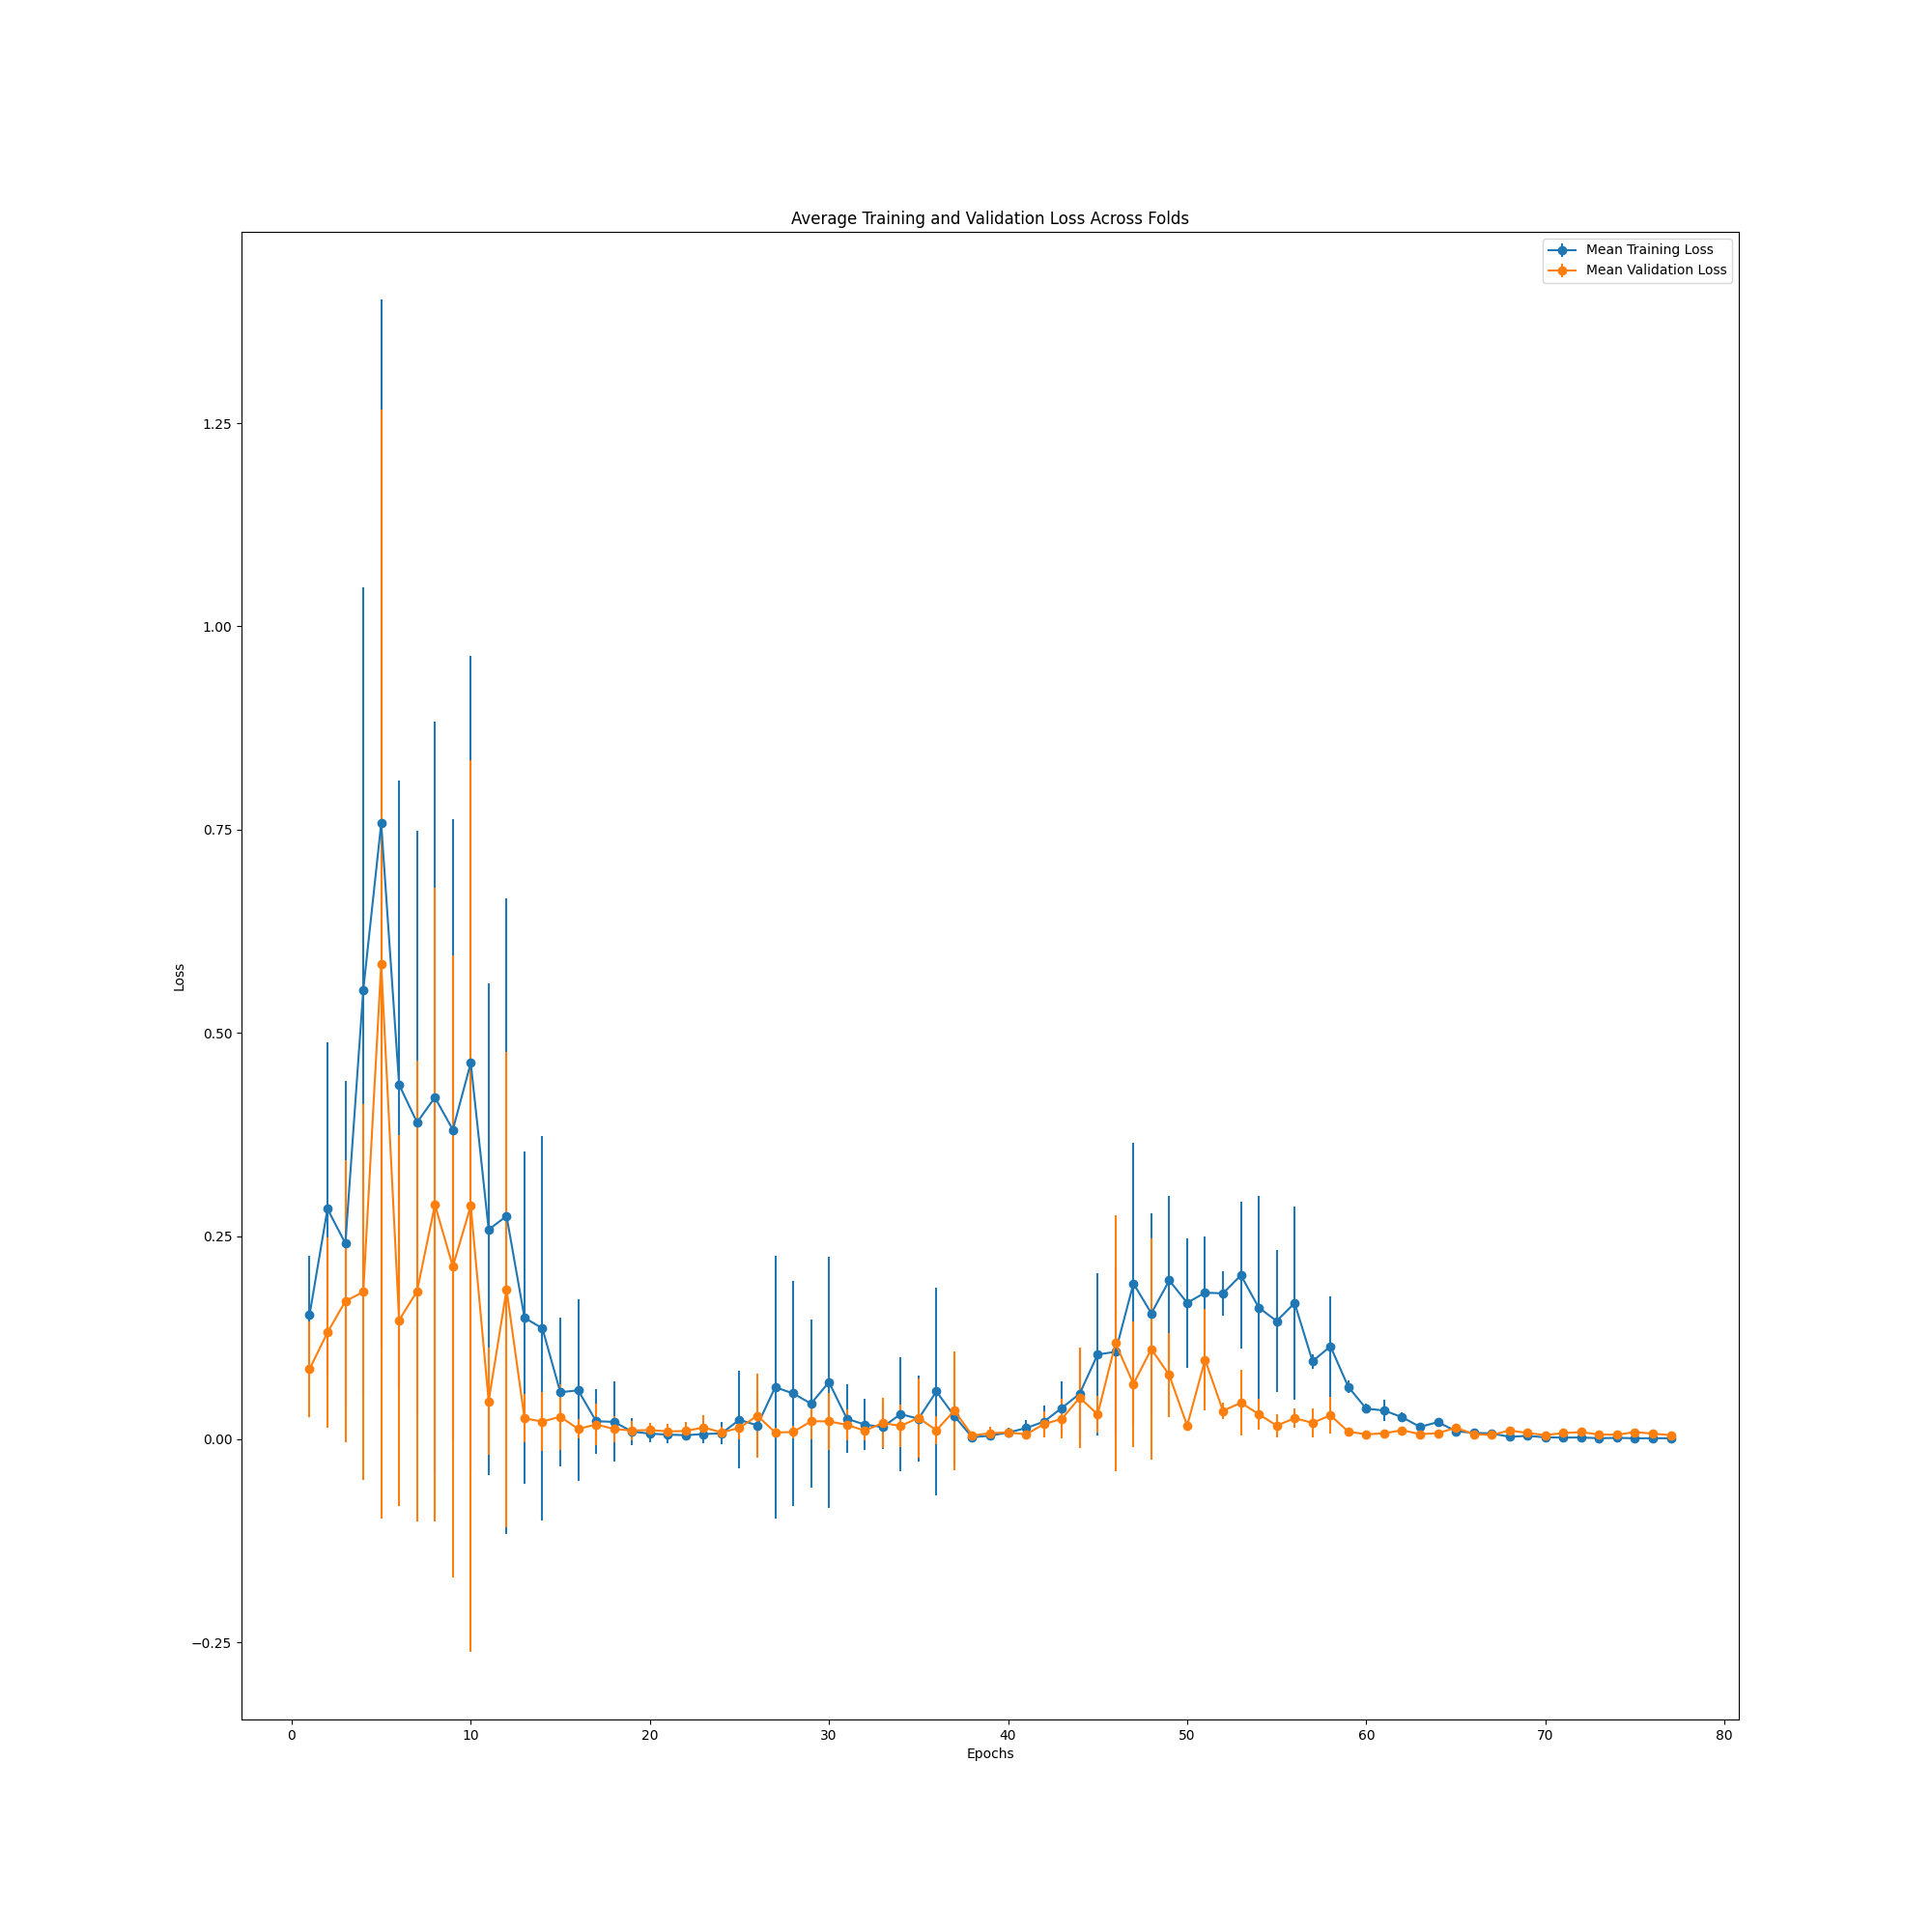 Average Training and Validation Loss Across Folds
Mean Training Loss
Mean Validation Loss
Loss
1.25
1.00
0.75
0.50
0.25
0.00
−0.25
0 10 20 30 40 50 60 70 80
Epochs